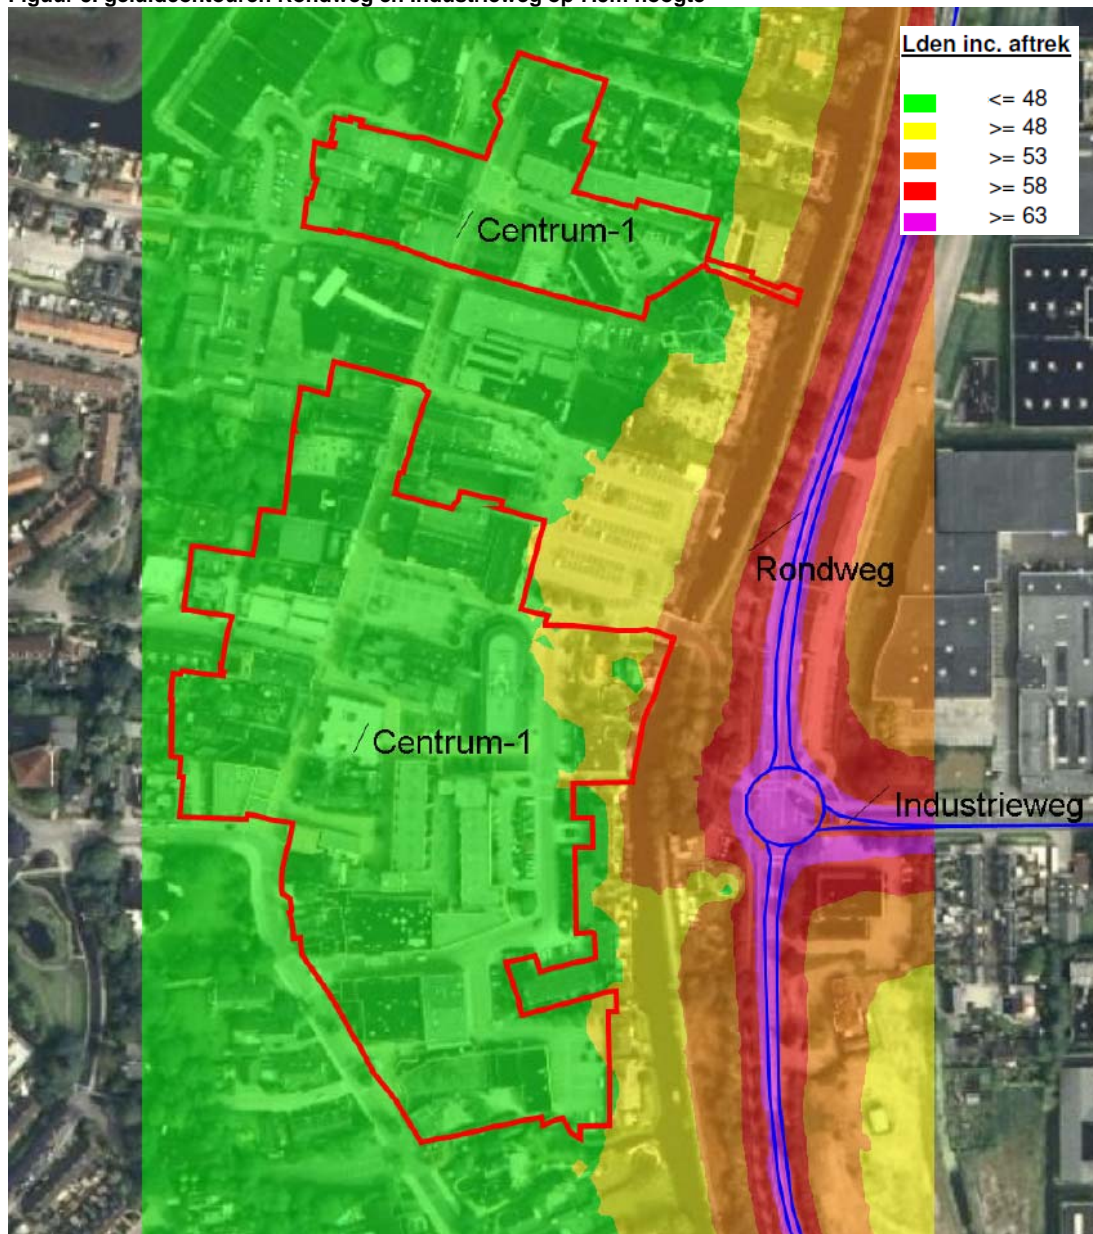 Lden inc. aftrek
<= 48
>= 48
>= 53
>= 58
>= 63
Centrum-1
Rondweg
Centrum-1
Industrieweg